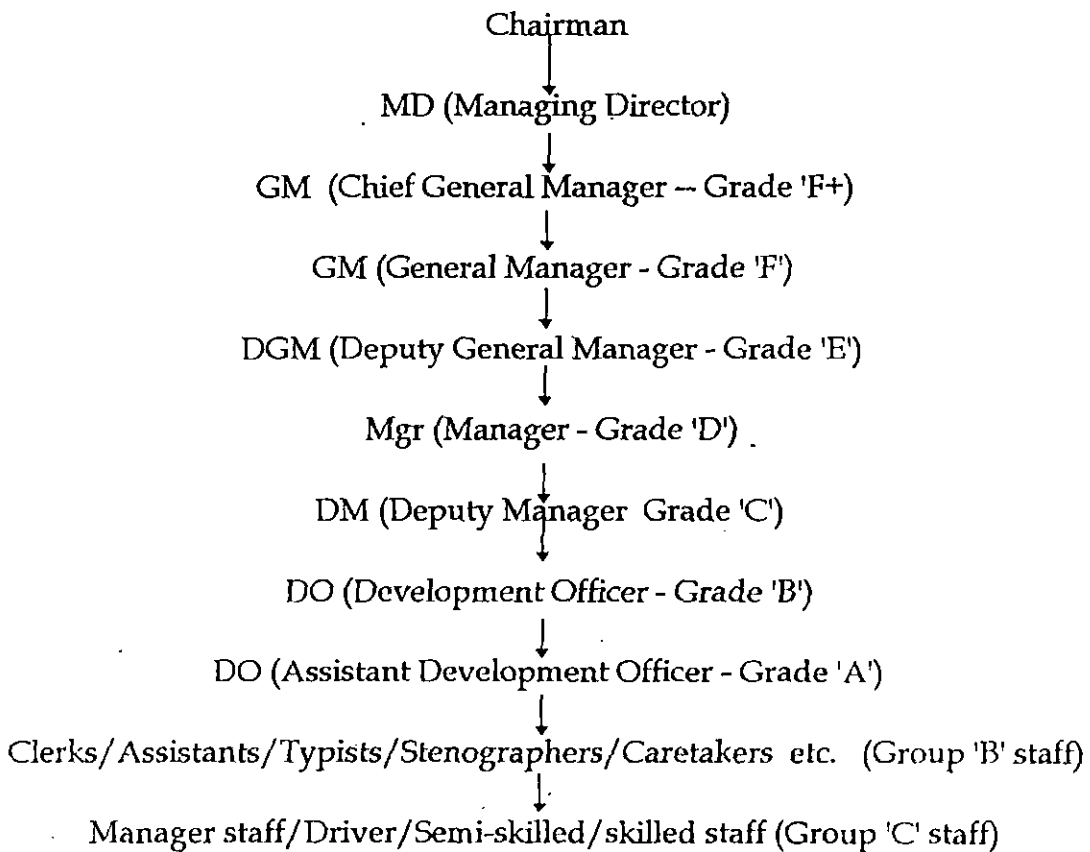 Chairman
MD (Managing Director)
GM (Chief General Manager -- Grade 'F+)
GM (General Manager - Grade 'F')
DGM (Deputy General Manager - Grade 'E')
Mgr (Manager - Grade 'D')
DM (Deputy Manager Grade 'C')
DO (Development Officer - Grade 'B')
DO (Assistant Development Officer - Grade 'A')
Clerks/Assistants/Typists/Stenographers/Caretakers etc. (Group 'B' staff)
Manager staff/Driver/Semi-skilled/skilled staff (Group 'C' staff)